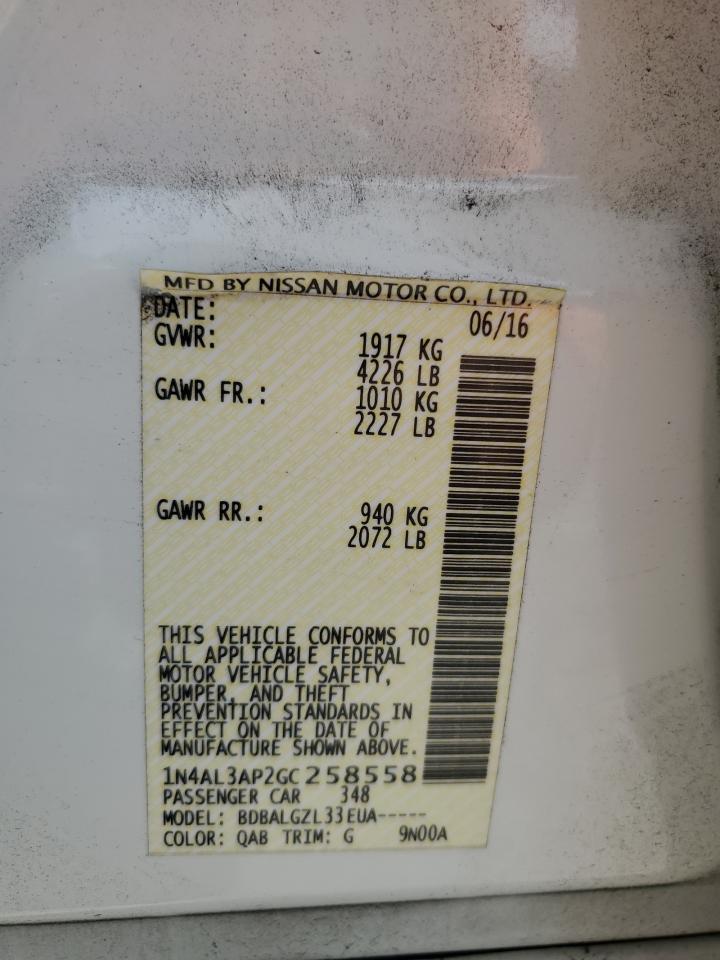 MFD BY NISSAN MOTOR CO., LTD.
DATE: 06/16
GVWR: 1917 KG
4226 LB
GAWR FR.: 1010 KG
2227 LB
GAWR RR.: 940 KG
2072 LB
THIS VEHICLE CONFORMS TO
ALL APPLICABLE FEDERAL
MOTOR VEHICLE SAFETY,
BUMPER, AND THEFT
PREVENTION STANDARDS IN
EFFECT ON THE DATE OF
MANUFACTURE SHOWN ABOVE.
1N4AL3AP2GC258558
PASSENGER CAR 348
MODEL: BDBALGZL33EUA-----
COLOR: QAB TRIM: G 9N00A